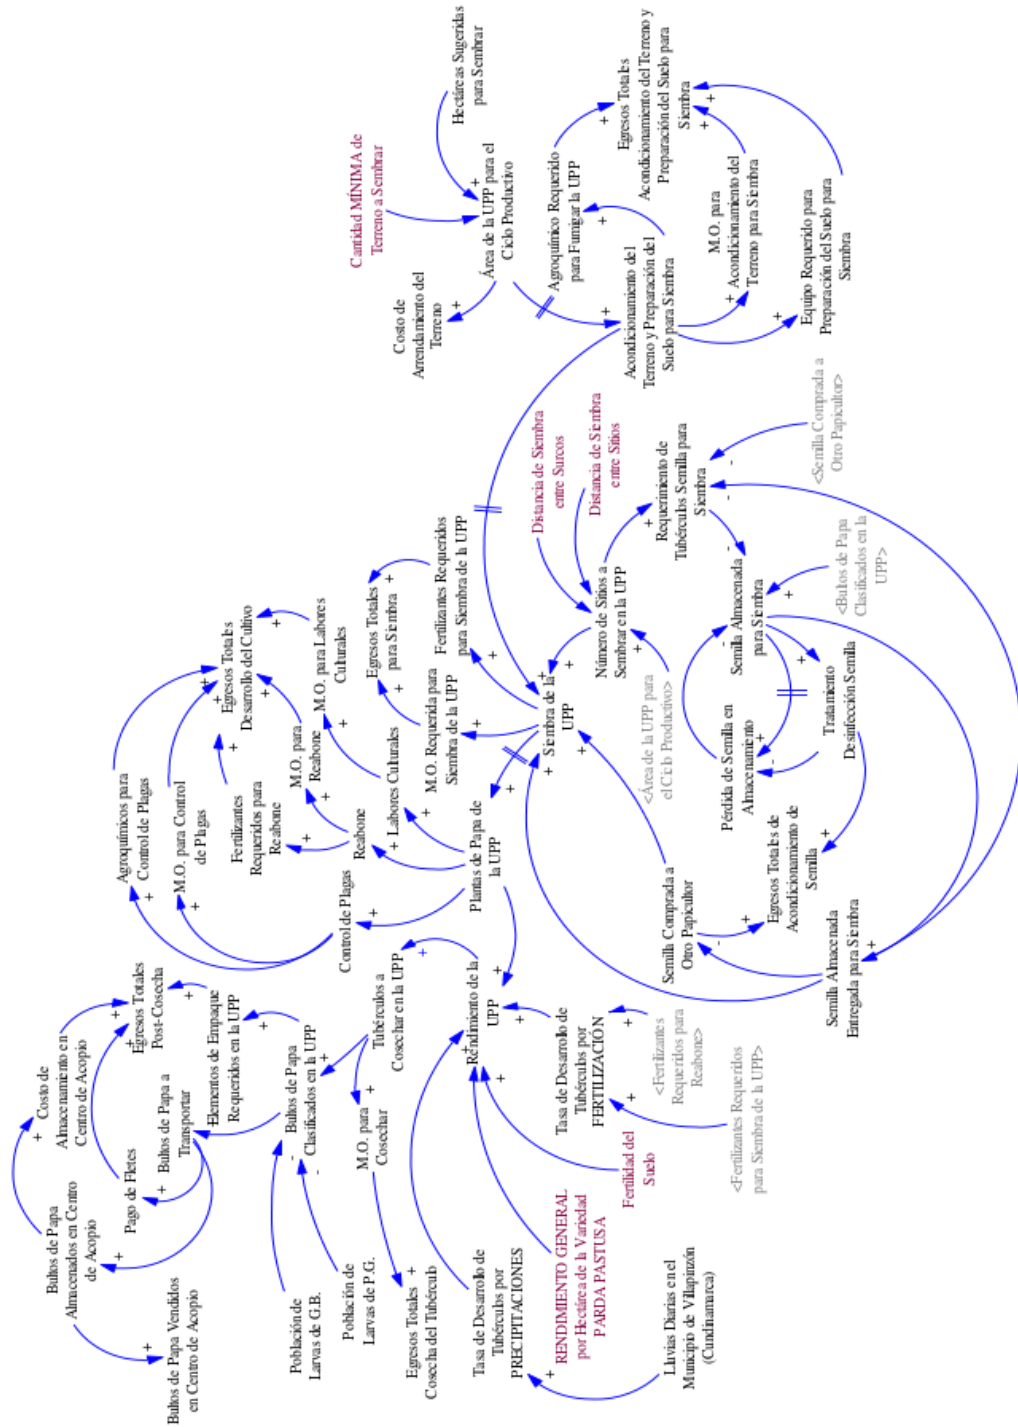 Bultos de Papa Vendidos
en Centro de Acopio
Bultos de Papa
Almacenados en Centro
de Acopio
Costo de
Almacenamiento en
Centro de Acopio
Pago de Fletes
Bultos de Papa a
Transportar
Egresos Totales
Post-Cosecha
Elementos de Empaque
Requeridos en la UPP
Población de
Larvas de G.B.
Población de
Larvas de P.G.
Bultos de Papa
Clasificados en la UPP
Egresos Totales
Cosecha del Tubérculo
M.O. para
Cosechar
Tubérculos a
Cosechar en la UPP
Tasa de Desarrollo de
Tubérculos por
PRECIPITACIONES
Rendimiento de la
UPP
RENDIMIENTO GENERAL
por Hectárea de la Variedad
PARDA PASTUSA
Fertilidad del
Suelo
Tasa de Desarrollo de
Tubérculos por
FERTILIZACIÓN
Lluvias Diarias en el
Municipio de Villapinzón
(Cundinamarca)
<Fertilizantes
Requeridos para
Reabone>
<Fertilizantes Requeridos
para Siembra de la UPP>
Agroquímicos para
Control de Plagas
M.O. para Control
de Plagas
Fertilizantes
Requeridos para
Reabone
Egresos Totales
Desarrollo del Cultivo
M.O. para
Reabone
M.O. para Labores
Culturales
Control de Plagas
Reabone
Labores Culturales
Plantas de Papa de
la UPP
M.O. Requerida para
Siembra de la UPP
Egresos Totales
para Siembra
Fertilizantes Requeridos
para Siembra de la UPP
Siembra de la
UPP
Número de Sitios a
Sembrar en la UPP
Distancia de Siembra
entre Surcos
Distancia de Siembra
entre Sitios
<Área de la UPP para
el Ciclo Productivo>
Requerimiento de
Tubérculos Semilla para
Siembra
Semilla Comprada a
Otro Papicultor
Egresos Totales de
Acondicionamiento de
Semilla
Pérdida de Semilla en
Almacenamiento
Semilla Almacenada
para Siembra
Tratamiento
Desinfección Semilla
<Bultos de Papa
Clasificados en la
UPP>
<Semilla Comprada a
Otro Papicultor>
Semilla Almacenada
Entregada para Siembra
Costo de
Arrendamiento del
Terreno
Cantidad MÍNIMA de
Terreno a Sembrar
Hectáreas Sugeridas
para Sembrar
Área de la UPP para el
Ciclo Productivo
Agroquímico Requerido
para Fumigar la UPP
Acondicionamiento del
Terreno y Preparación del
Suelo para Siembra
Egresos Totales
Acondicionamiento del Terreno y
Preparación del Suelo para
Siembra
M.O. para
Acondicionamiento del
Terreno para Siembra
Equipo Requerido para
Preparación del Suelo para
Siembra